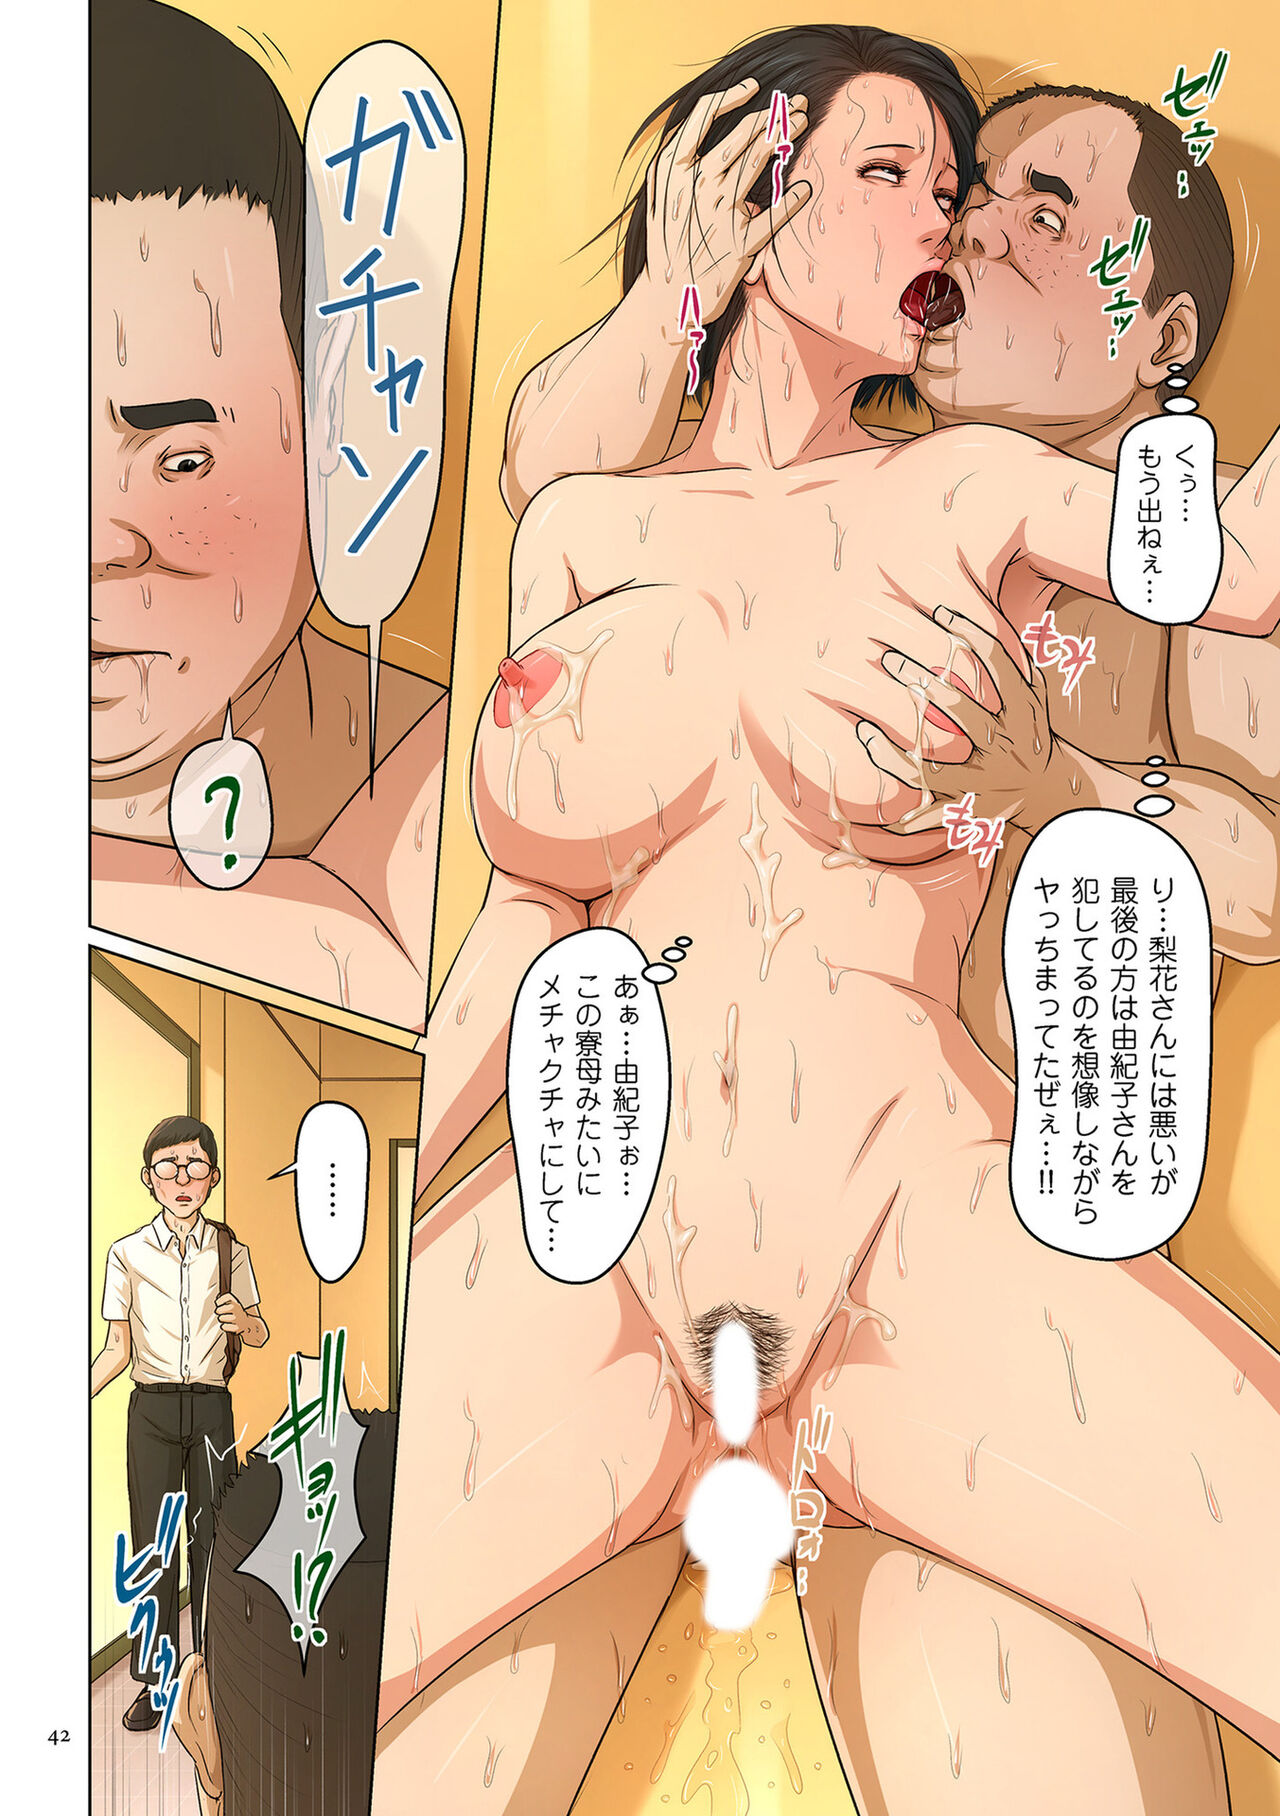 ゼェッ…
ゼェッ…
ハァ〜
ハァ〜
くぅ…
もう出ねぇ…
り…梨花さんには悪いが
最後の方は由紀子さんを
犯してるのを想像しながら
ヤっちまってたぜぇ…!!
あぁ…由紀子ぉ…
この寮母みたいに
メチャクチャにして…
ドロォ…
ガチャン
?
……
ギョッ!?
ビクゥッ
42